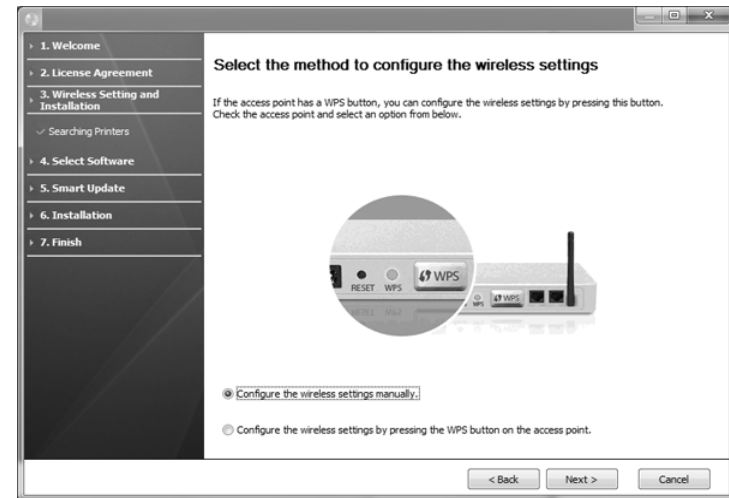 1. Welcome
2. License Agreement
3. Wireless Setting and
Installation
Searching Printers
4. Select Software
5. Smart Update
6. Installation
7. Finish
Select the method to configure the wireless settings
If the access point has a WPS button, you can configure the wireless settings by pressing this button.
Check the access point and select an option from below.
RESET WPS WPS
WPS WPS
Configure the wireless settings manually.
Configure the wireless settings by pressing the WPS button on the access point.
< Back Next > Cancel